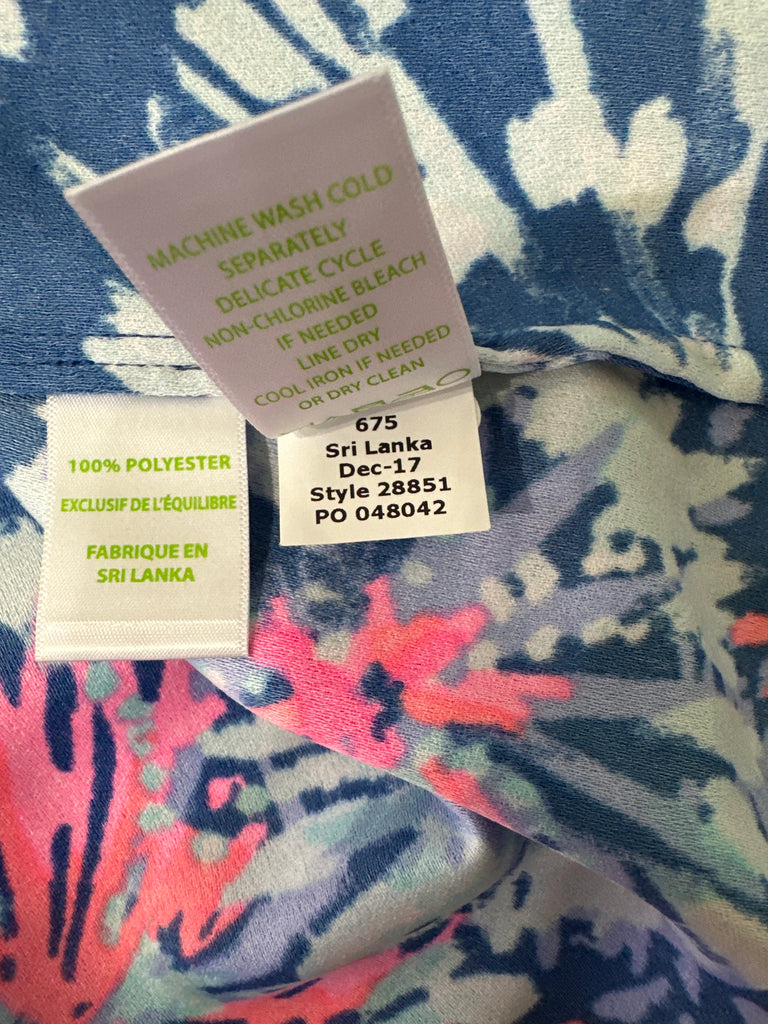 MACHINE WASH COLD
SEPARATELY
DELICATE CYCLE
NON-CHLORINE BLEACH
IF NEEDED
LINE DRY
COOL IRON IF NEEDED
OR DRY CLEAN
675
Sri Lanka
Dec-17
Style 28851
PO 048042
100% POLYESTER
EXCLUSIF DE L'ÉQUILIBRE
FABRIQUE EN
SRI LANKA